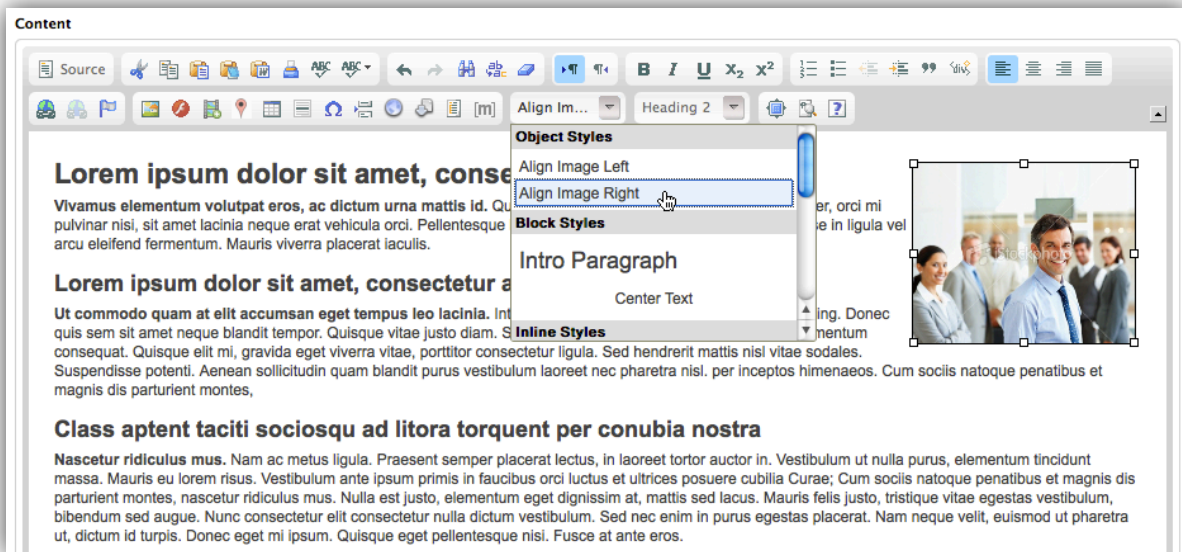 Content
Source
ABC ABC
B I U X2 X2 div
[m] Align Im... Heading 2 ?
Object Styles
Align Image Left
Align Image Right
Block Styles
Intro Paragraph
Center Text
Inline Styles
Lorem ipsum dolor sit amet, conse
Vivamus elementum volutpat eros, ac dictum urna mattis id. Qu er, orci mi
pulvinar nisi, sit amet lacinia neque erat vehicula orci. Pellentesque se in ligula vel
arcu eleifend fermentum. Mauris viverra placerat iaculis.
Lorem ipsum dolor sit amet, consectetur a
Ut commodo quam at elit accumsan eget tempus leo lacinia. Int ing. Donec
quis sem sit amet neque blandit tempor. Quisque vitae justo diam. S mentum
consequat. Quisque elit mi, gravida eget viverra vitae, porttitor consectetur ligula. Sed hendrerit mattis nisl vitae sodales.
Suspendisse potenti. Aenean sollicitudin quam blandit purus vestibulum laoreet nec pharetra nisl. per inceptos himenaeos. Cum sociis natoque penatibus et
magnis dis parturient montes,
iStockphoto
Class aptent taciti sociosqu ad litora torquent per conubia nostra
Nascetur ridiculus mus. Nam ac metus ligula. Praesent semper placerat lectus, in laoreet tortor auctor in. Vestibulum ut nulla purus, elementum tincidunt
massa. Mauris eu lorem risus. Vestibulum ante ipsum primis in faucibus orci luctus et ultrices posuere cubilia Curae; Cum sociis natoque penatibus et magnis dis
parturient montes, nascetur ridiculus mus. Nulla est justo, elementum eget dignissim at, mattis sed lacus. Mauris felis justo, tristique vitae egestas vestibulum,
bibendum sed augue. Nunc consectetur elit consectetur nulla dictum vestibulum. Sed nec enim in purus egestas placerat. Nam neque velit, euismod ut pharetra
ut, dictum id turpis. Donec eget mi ipsum. Quisque eget pellentesque nisi. Fusce at ante eros.